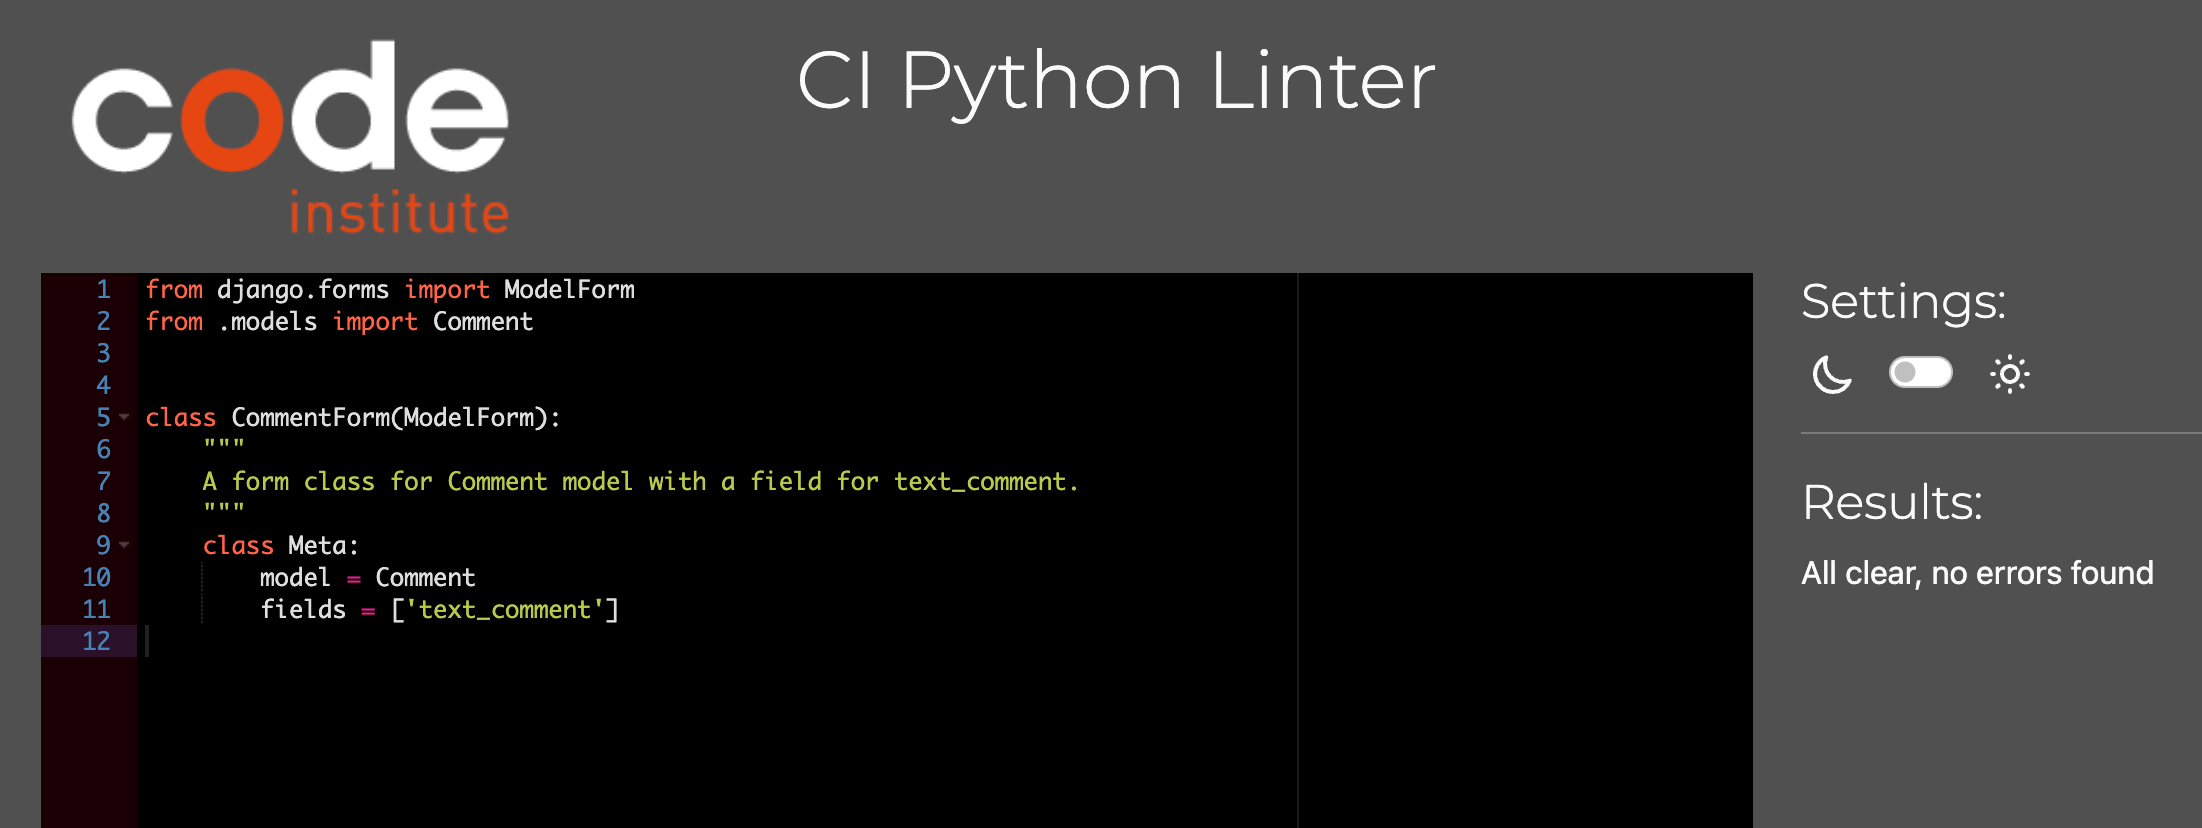 code
institute
CI Python Linter
1 from django.forms import ModelForm
2 from .models import Comment
3
4
5 class CommentForm(ModelForm):
6     """
7     A form class for Comment model with a field for text_comment.
8     """
9     class Meta:
10         model = Comment
11         fields = ['text_comment']
12
Settings:
Results:
All clear, no errors found